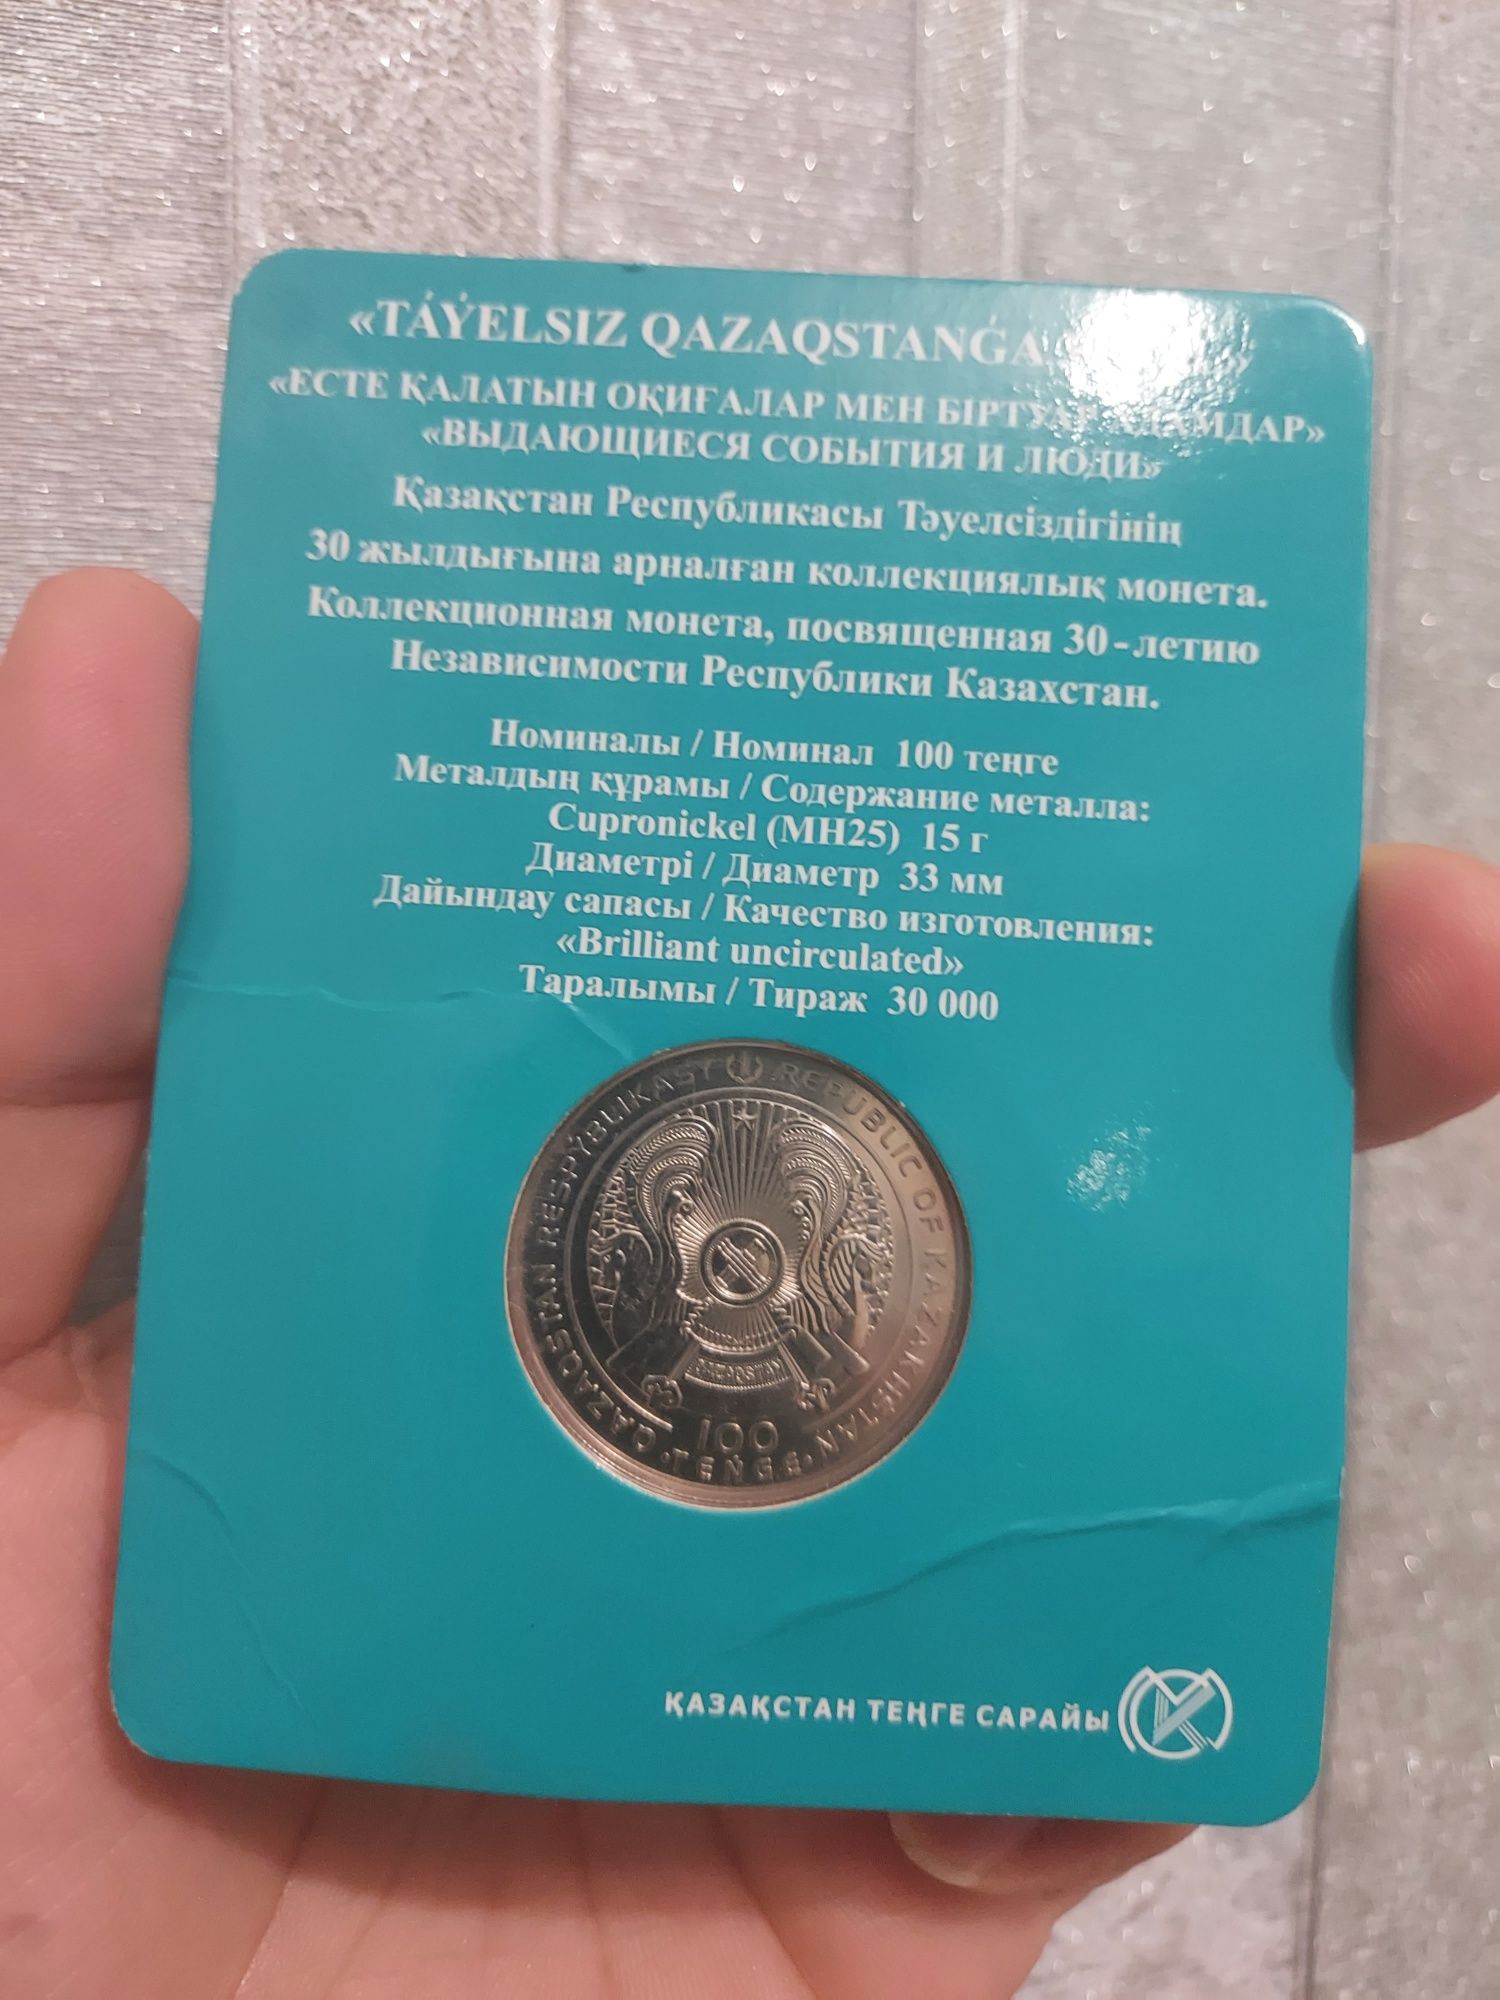 «TÁÝELSIZ QAZAQSTANǴA
«ЕСТЕ ҚАЛАТЫН ОҚИҒАЛАР МЕН БІРТУАР АДАМДАР»
«ВЫДАЮЩИЕСЯ СОБЫТИЯ И ЛЮДИ»
Қазақстан Республикасы Тәуелсіздігінің
30 жылдығына арналған коллекциялық монета.
Коллекционная монета, посвященная 30-летию
Независимости Республики Казахстан.
Номиналы / Номинал 100 теңге
Металдың құрамы / Содержание металла:
Cupronickel (МН25) 15 г
Диаметрі / Диаметр 33 мм
Дайындау сапасы / Качество изготовления:
«Brilliant uncirculated»
Таралымы / Тираж 30 000
QAZAQSTAN RESPÝBLIKASY REPUBLIC OF KAZAKHSTAN
QAZAQSTAN
100
TEŃGE
ҚАЗАҚСТАН ТЕҢГЕ САРАЙЫ